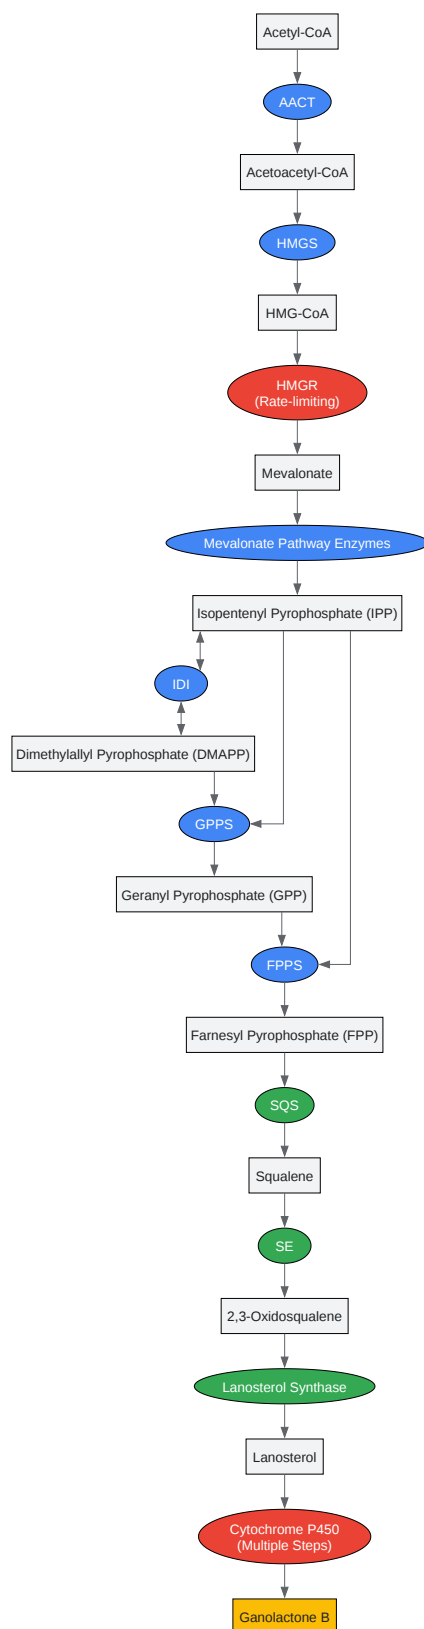 Acetyl-CoA
AACT
Acetoacetyl-CoA
HMGS
HMG-CoA
HMGR
(Rate-limiting)
Mevalonate
Mevalonate Pathway Enzymes
Isopentenyl Pyrophosphate (IPP)
IDI
Dimethylallyl Pyrophosphate (DMAPP)
GPPS
Geranyl Pyrophosphate (GPP)
FPPS
Farnesyl Pyrophosphate (FPP)
SQS
Squalene
SE
2,3-Oxidosqualene
Lanosterol Synthase
Lanosterol
Cytochrome P450
(Multiple Steps)
Ganolactone B